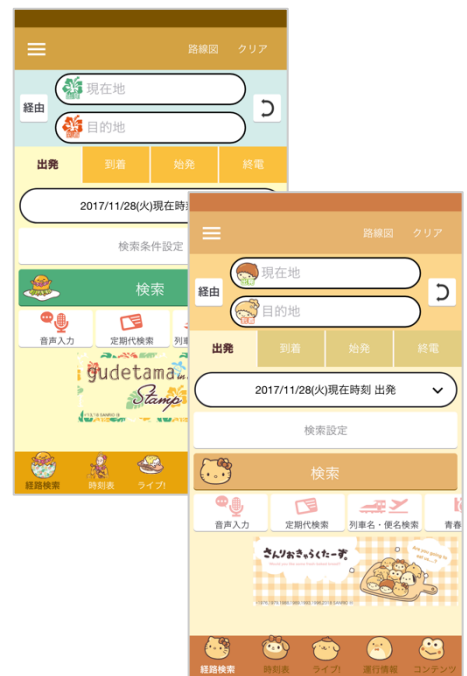 路線図 クリア
現在地
経由
目的地
出発 到着 始発 終電
2017/11/28(火)現在時
検索条件設定
検索
音声入力 定期代検索 列車
gudetama
Stamp
経路検索 時刻表 ライブ!
路線図 クリア
現在地
経由
目的地
出発 到着 始発 終電
2017/11/28(火)現在時刻 出発
検索設定
検索
音声入力 定期代検索 列車名・便名検索 青春
さんりおきゃらくたーず
経路検索 時刻表 ライブ! 運行情報 コンテンツ